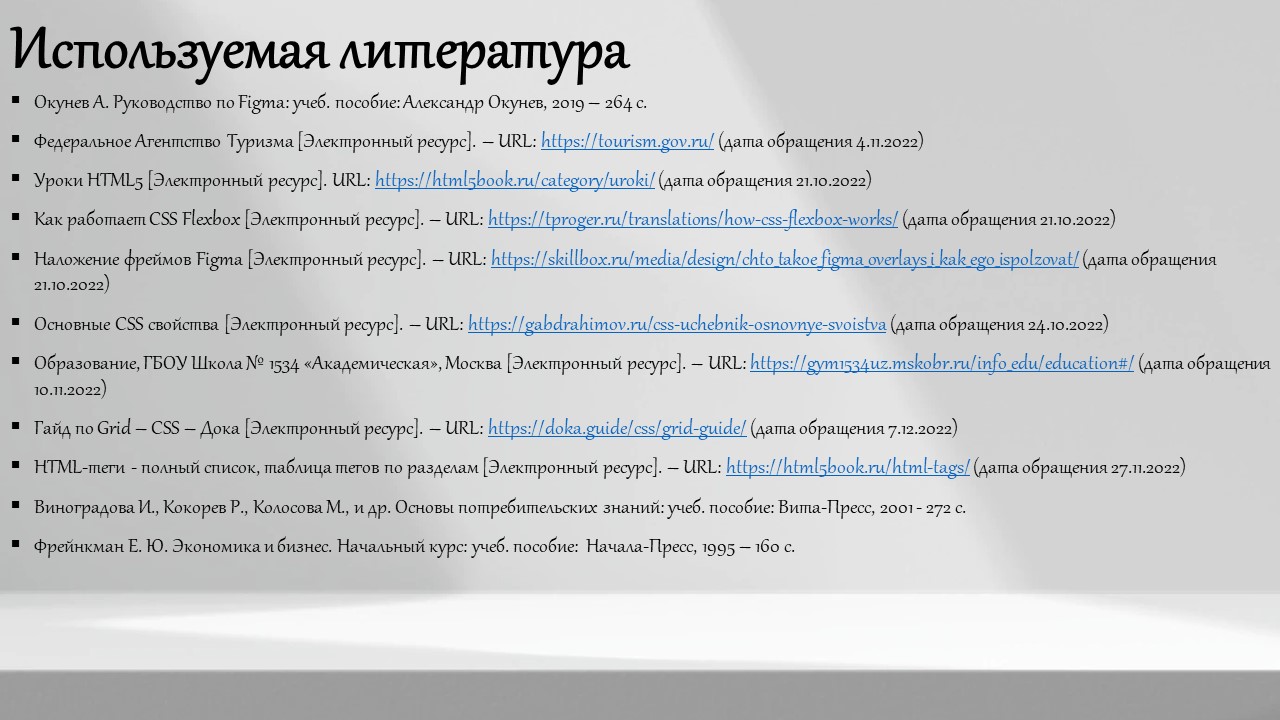 Используемая литература
▪ Окунев А. Руководство по Figma: учеб. пособие: Александр Окунев, 2019 – 264 с.
▪ Федеральное Агентство Туризма [Электронный ресурс]. – URL: https://tourism.gov.ru/ (дата обращения 4.11.2022)
▪ Уроки HTML5 [Электронный ресурс]. URL: https://html5book.ru/category/uroki/ (дата обращения 21.10.2022)
▪ Как работает CSS Flexbox [Электронный ресурс]. – URL: https://tproger.ru/translations/how-css-flexbox-works/ (дата обращения 21.10.2022)
▪ Наложение фреймов Figma [Электронный ресурс]. – URL: https://skillbox.ru/media/design/chto_takoe_figma_overlays_i_kak_ego_ispolzovat/ (дата обращения
21.10.2022)
▪ Основные CSS свойства [Электронный ресурс]. – URL: https://gabdrahimov.ru/css-uchebnik-osnovnye-svoistva (дата обращения 24.10.2022)
▪ Образование, ГБОУ Школа № 1534 «Академическая», Москва [Электронный ресурс]. – URL: https://gym1534uz.mskobr.ru/info_edu/education#/ (дата обращения
10.11.2022)
▪ Гайд по Grid – CSS – Дока [Электронный ресурс]. – URL: https://doka.guide/css/grid-guide/ (дата обращения 7.12.2022)
▪ HTML-теги - полный список, таблица тегов по разделам [Электронный ресурс]. – URL: https://html5book.ru/html-tags/ (дата обращения 27.11.2022)
▪ Виноградова И., Кокорев Р., Колосова М., и др. Основы потребительских знаний: учеб. пособие: Вита-Пресс, 2001 - 272 с.
▪ Фрейнкман Е. Ю. Экономика и бизнес. Начальный курс: учеб. пособие: Начала-Пресс, 1995 – 160 с.